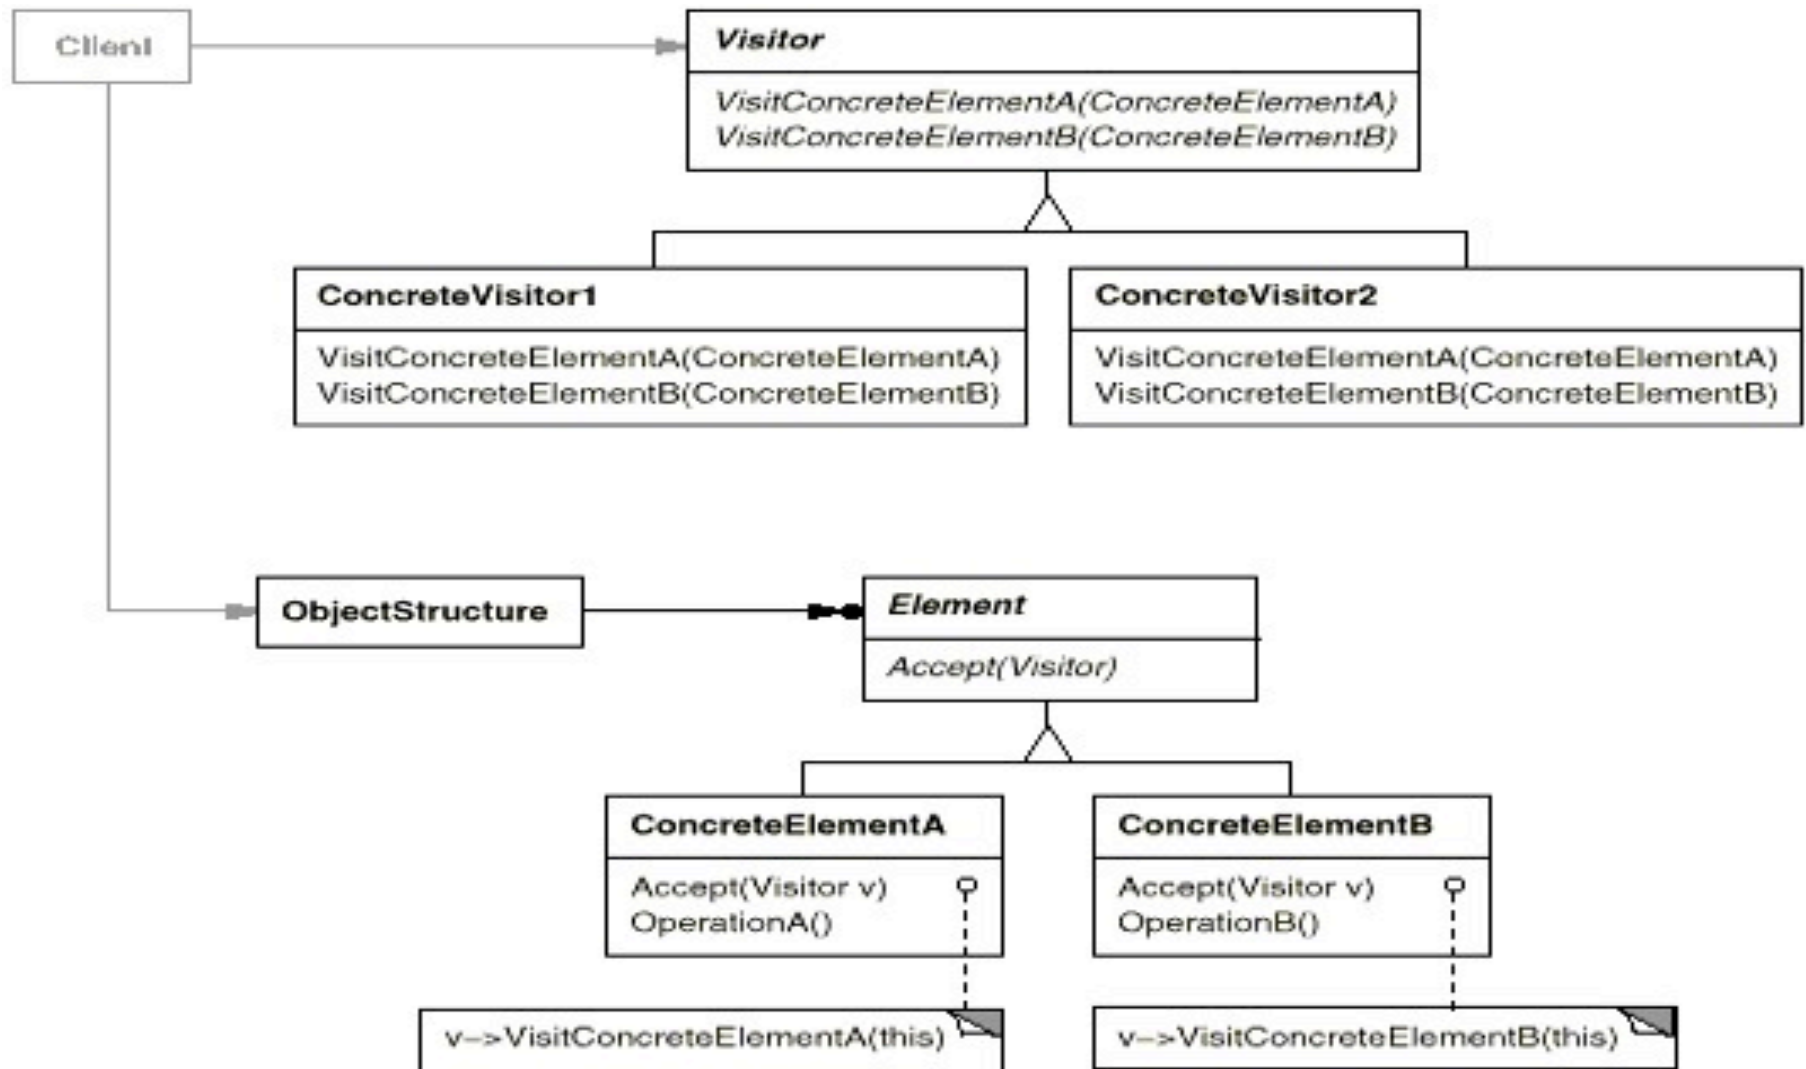 Client
Visitor
VisitConcreteElementA(ConcreteElementA)
VisitConcreteElementB(ConcreteElementB)
ConcreteVisitor1
VisitConcreteElementA(ConcreteElementA)
VisitConcreteElementB(ConcreteElementB)
ConcreteVisitor2
VisitConcreteElementA(ConcreteElementA)
VisitConcreteElementB(ConcreteElementB)
ObjectStructure
Element
Accept(Visitor)
ConcreteElementA
Accept(Visitor v)
OperationA()
ConcreteElementB
Accept(Visitor v)
OperationB()
v->VisitConcreteElementA(this)
v->VisitConcreteElementB(this)